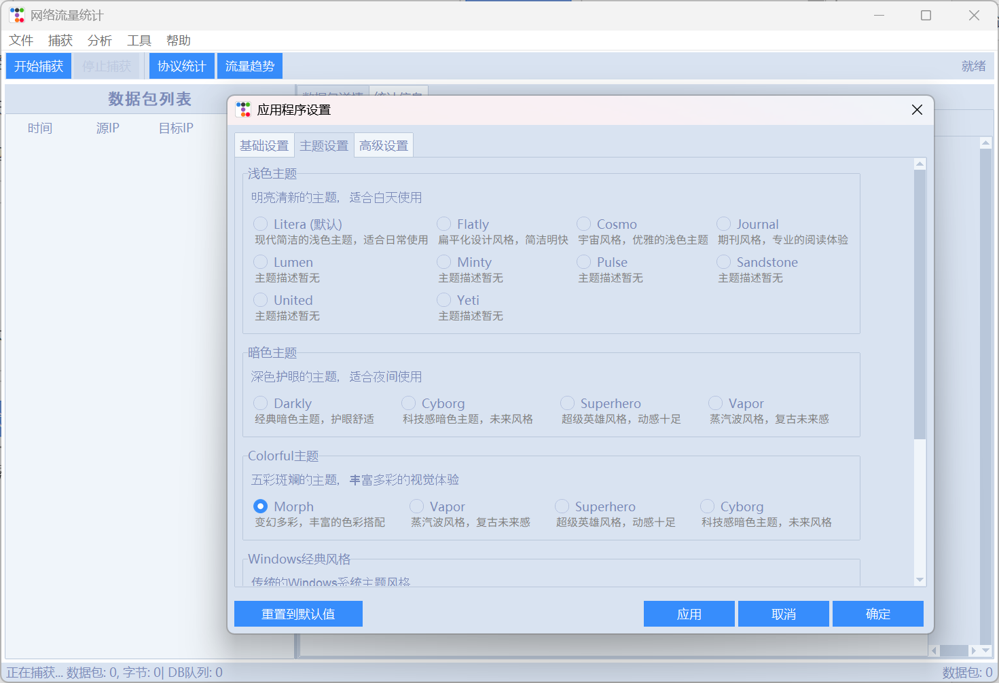 网络流量统计
文件 捕获 分析 工具 帮助
开始捕获 停止捕获 协议统计 流量趋势 就绪
数据包列表 数据包详情 统计信息
时间 源IP 目标IP
应用程序设置
基础设置 主题设置 高级设置
浅色主题
明亮清新的主题，适合白天使用
Litera (默认) Flatly Cosmo Journal
现代简洁的浅色主题，适合日常使用 扁平化设计风格，简洁明快 宇宙风格，优雅的浅色主题 期刊风格，专业的阅读体验
Lumen Minty Pulse Sandstone
主题描述暂无 主题描述暂无 主题描述暂无 主题描述暂无
United Yeti
主题描述暂无 主题描述暂无
暗色主题
深色护眼的主题，适合夜间使用
Darkly Cyborg Superhero Vapor
经典暗色主题，护眼舒适 科技感暗色主题，未来风格 超级英雄风格，动感十足 蒸汽波风格，复古未来感
Colorful主题
五彩斑斓的主题，丰富多彩的视觉体验
Morph Vapor Superhero Cyborg
变幻多彩，丰富的色彩搭配 蒸汽波风格，复古未来感 超级英雄风格，动感十足 科技感暗色主题，未来风格
Windows经典风格
传统的Windows系统主题风格
重置到默认值 应用 取消 确定
正在捕获... 数据包: 0, 字节: 0| DB队列: 0 数据包: 0